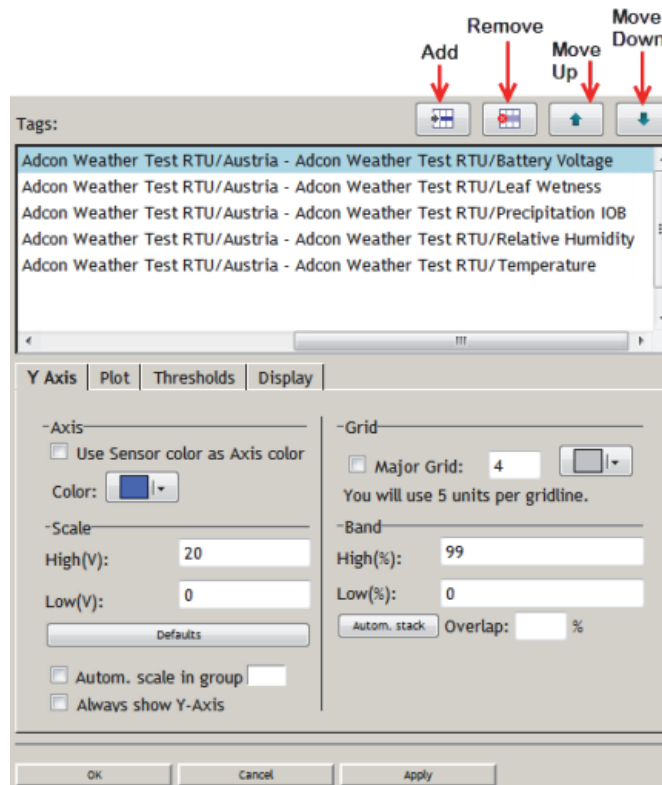 Add
Remove
Move Up
Move Down
Tags:
Adcon Weather Test RTU/Austria - Adcon Weather Test RTU/Battery Voltage
Adcon Weather Test RTU/Austria - Adcon Weather Test RTU/Leaf Wetness
Adcon Weather Test RTU/Austria - Adcon Weather Test RTU/Precipitation IOB
Adcon Weather Test RTU/Austria - Adcon Weather Test RTU/Relative Humidity
Adcon Weather Test RTU/Austria - Adcon Weather Test RTU/Temperature
Y Axis Plot Thresholds Display
Axis
Use Sensor color as Axis color
Color:
Scale
High(V): 20
Low(V): 0
Defaults
Autom. scale in group
Always show Y-Axis
Grid
Major Grid: 4
You will use 5 units per gridline.
Band
High(%): 99
Low(%): 0
Autom. stack Overlap: %
OK Cancel Apply